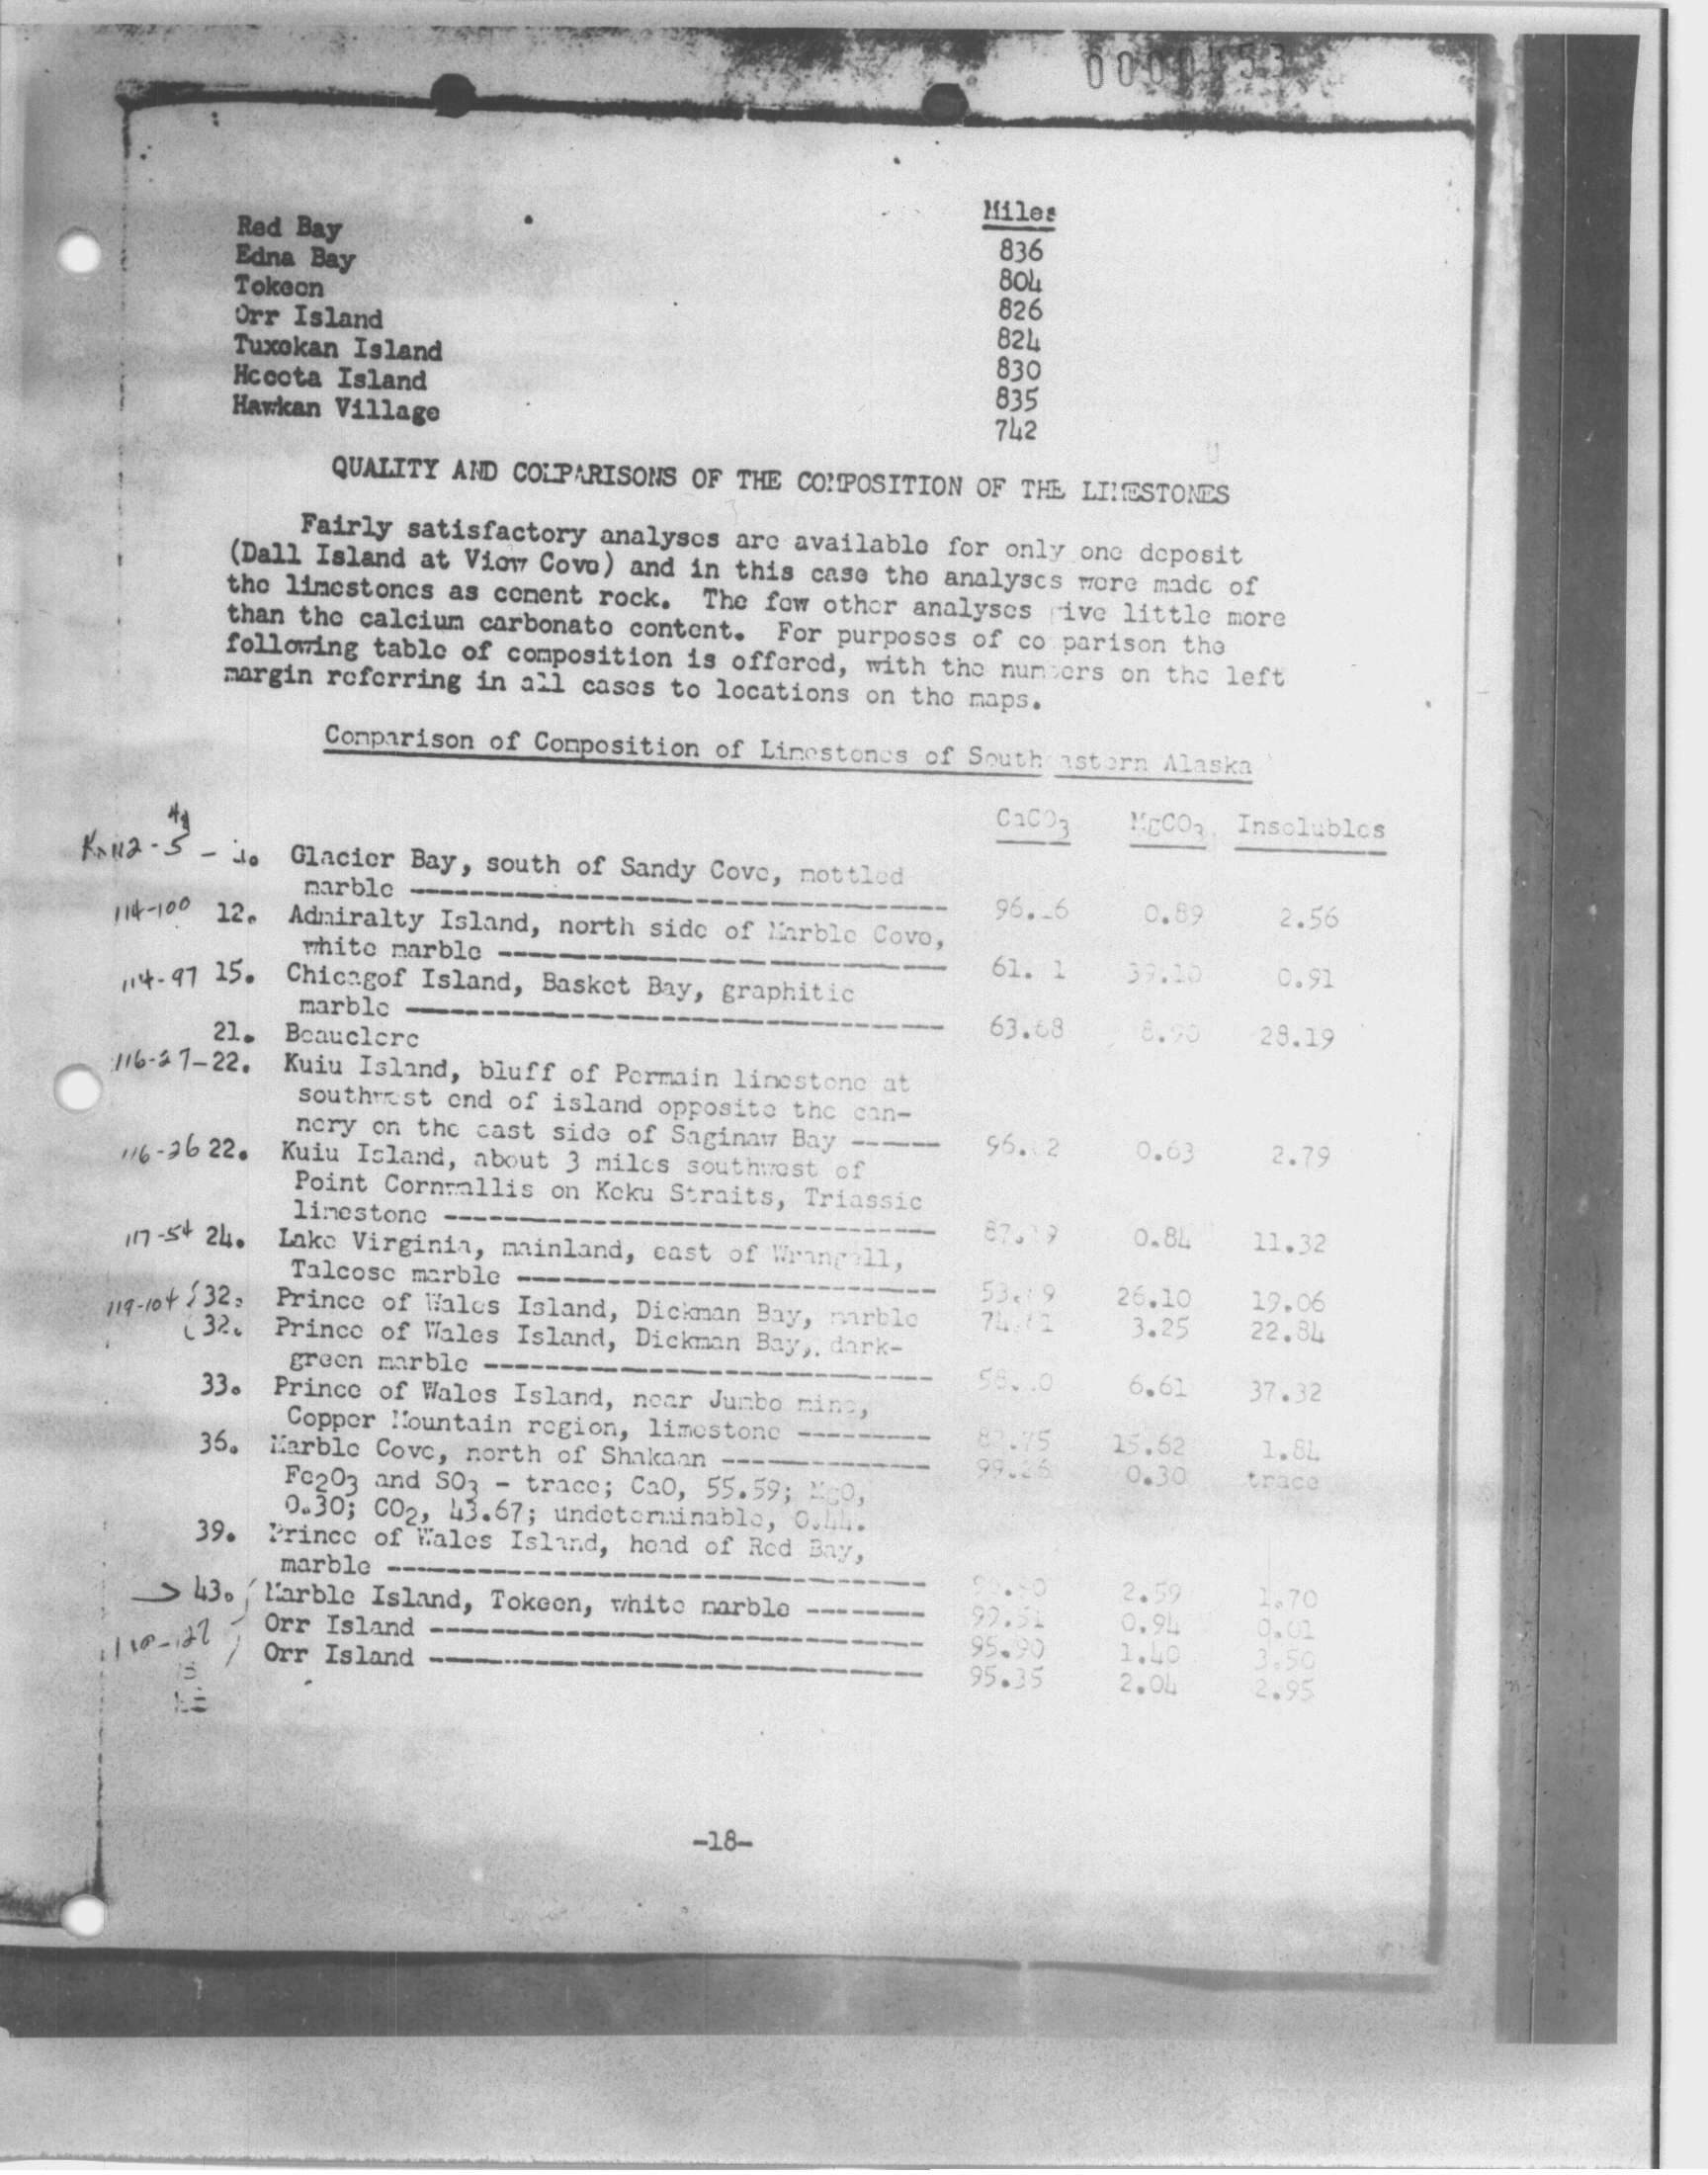 Miles
Red Bay 836
Edna Bay 804
Tokeen 826
Orr Island 824
Tuxekan Island 830
Heceta Island 835
Hawkan Village 742
QUALITY AND COMPARISONS OF THE COMPOSITION OF THE LIMESTONES
Fairly satisfactory analyses are available for only one deposit
(Dall Island at View Cove) and in this case the analyses were made of
the limestones as cement rock. The few other analyses give little more
than the calcium carbonate content. For purposes of comparison the
following table of composition is offered, with the numbers on the left
margin referring in all cases to locations on the maps.
Comparison of Composition of Limestones of Southeastern Alaska
CaCO3 MgCO3 Insolubles
Glacier Bay, south of Sandy Cove, mottled
marble 0.89 2.56
114-100 12. Admiralty Island, north side of Marble Cove,
white marble 0.91
114-97 15. Chicagof Island, Basket Bay, graphitic
marble 63.68 8.90 28.19
21. Beauclerc
116-27-22. Kuiu Island, bluff of Permain limestone at
southwest end of island opposite the can-
nery on the east side of Saginaw Bay 0.63 2.79
116-26 22. Kuiu Island, about 3 miles southwest of
Point Cornwallis on Keku Straits, Triassic
limestone 0.84 11.32
117-54 24. Lake Virginia, mainland, east of Wrangell,
Talcose marble 26.10 19.06
119-104 32. Prince of Wales Island, Dickman Bay, marble 3.25 22.84
32. Prince of Wales Island, Dickman Bay, dark-
green marble 6.61 37.32
33. Prince of Wales Island, near Jumbo mine,
Copper Mountain region, limestone 15.62 1.84
36. Marble Cove, north of Shakaan 99.26 0.30 trace
Fe2O3 and SO3 - trace; CaO, 55.59; MgO,
0.30; CO2, 43.67; undeterminable, 0.44.
39. Prince of Wales Island, head of Red Bay,
marble 2.59 1.70
43. Marble Island, Tokeen, white marble 99.51 0.94 0.01
Orr Island 95.90 1.40 3.50
Orr Island 95.35 2.04 2.95
-18-